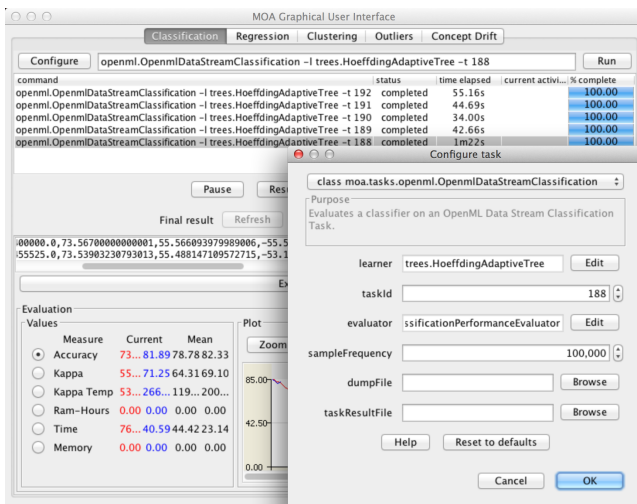 MOA Graphical User Interface
Classification Regression Clustering Outliers Concept Drift
Configure openml.OpenmlDataStreamClassification -l trees.HoeffdingAdaptiveTree -t 188 Run
command status time elapsed current activi... % complete
openml.OpenmlDataStreamClassification -l trees.HoeffdingAdaptiveTree -t 192 completed 55.16s 100.00
openml.OpenmlDataStreamClassification -l trees.HoeffdingAdaptiveTree -t 191 completed 44.69s 100.00
openml.OpenmlDataStreamClassification -l trees.HoeffdingAdaptiveTree -t 190 completed 34.00s 100.00
openml.OpenmlDataStreamClassification -l trees.HoeffdingAdaptiveTree -t 189 completed 42.66s 100.00
openml.OpenmlDataStreamClassification -l trees.HoeffdingAdaptiveTree -t 188 completed 1m22s 100.00
Pause
Final result Refresh
Evaluation
Values
Measure Current Mean
Accuracy 73... 81.89 78.78 82.33
Kappa 55... 71.25 64.31 69.10
Kappa Temp 53... 266... 119... 200...
Ram-Hours 0.00 0.00 0.00 0.00
Time 76... 40.59 44.42 23.14
Memory 0.00 0.00 0.00 0.00
Plot
Zoom
85.00
42.50
0.00
Configure task
class moa.tasks.openml.OpenmlDataStreamClassification
Purpose
Evaluates a classifier on an OpenML Data Stream Classification
Task.
learner trees.HoeffdingAdaptiveTree Edit
taskId 188
evaluator ssificationPerformanceEvaluator Edit
sampleFrequency 100,000
dumpFile Browse
taskResultFile Browse
Help Reset to defaults
Cancel OK